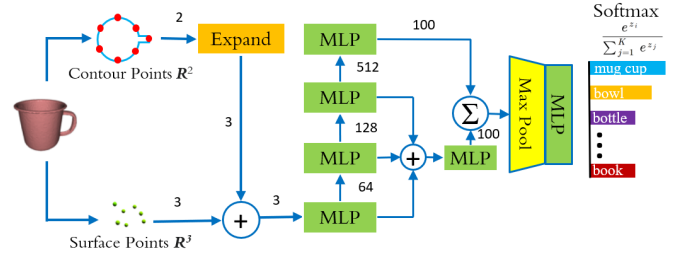 Softmax
e^{z_i}
∑_{j=1}^{K} e^{z_j}
2
Expand
MLP
100
Contour Points R²
512
mug cup
MLP
bowl
3
128
Σ
Max Pool
MLP
bottle
100
MLP
+
MLP
64
book
3
3
+
MLP
Surface Points R³